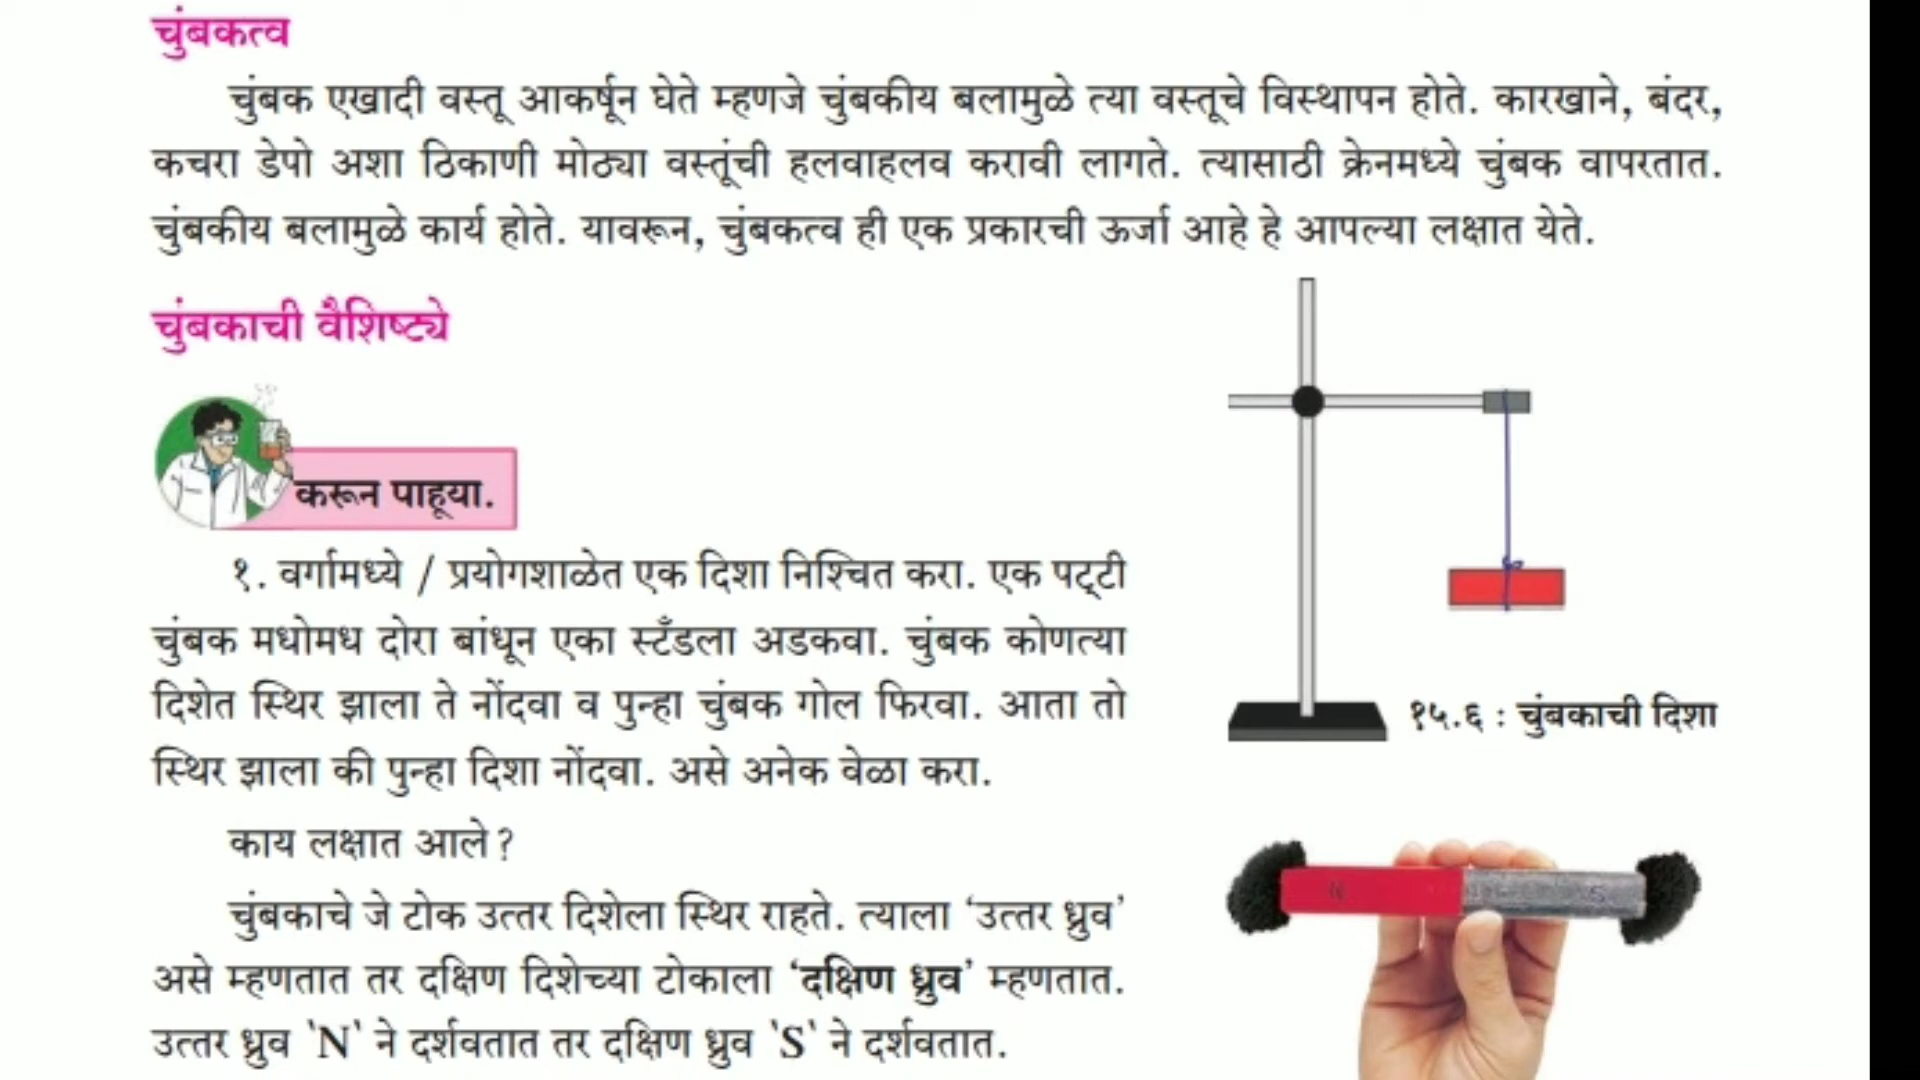 चुंबकत्व
चुंबक एखादी वस्तू आकर्षून घेते म्हणजे चुंबकीय बलामुळे त्या वस्तूचे विस्थापन होते. कारखाने, बंदर,
कचरा डेपो अशा ठिकाणी मोठ्या वस्तूंची हलवाहलव करावी लागते. त्यासाठी क्रेनमध्ये चुंबक वापरतात.
चुंबकीय बलामुळे कार्य होते. यावरून, चुंबकत्व ही एक प्रकारची ऊर्जा आहे हे आपल्या लक्षात येते.
चुंबकाची वैशिष्ट्ये
करून पाहूया.
१. वर्गामध्ये / प्रयोगशाळेत एक दिशा निश्चित करा. एक पट्टी
चुंबक मधोमध दोरा बांधून एका स्टँडला अडकवा. चुंबक कोणत्या
दिशेत स्थिर झाला ते नोंदवा व पुन्हा चुंबक गोल फिरवा. आता तो
स्थिर झाला की पुन्हा दिशा नोंदवा. असे अनेक वेळा करा.
१५.६ : चुंबकाची दिशा
काय लक्षात आले?
चुंबकाचे जे टोक उत्तर दिशेला स्थिर राहते. त्याला ‘उत्तर ध्रुव’
असे म्हणतात तर दक्षिण दिशेच्या टोकाला ‘दक्षिण ध्रुव’ म्हणतात.
उत्तर ध्रुव 'N' ने दर्शवतात तर दक्षिण ध्रुव 'S' ने दर्शवतात.
N
S